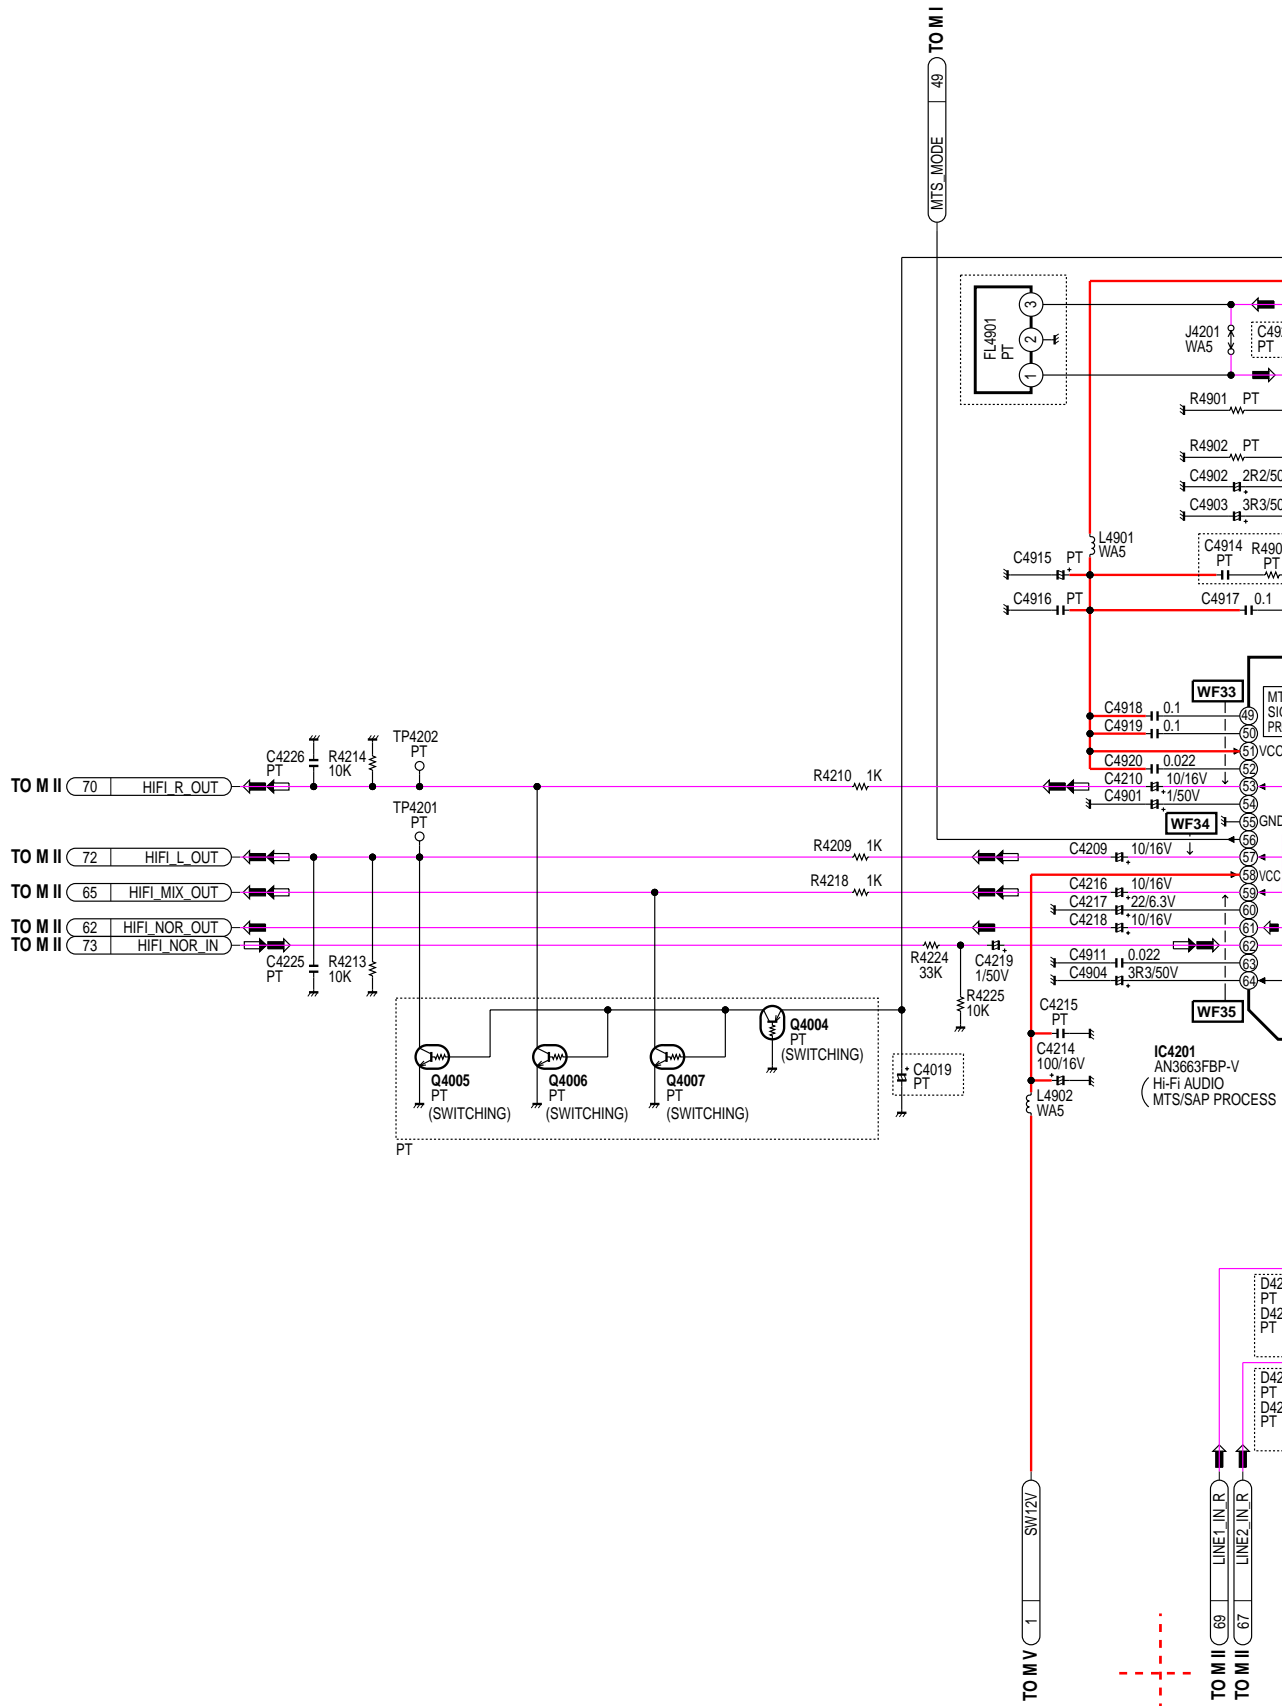 TO M I
49
MTS_MODE
FL4901
PT
3
2
1
J4201
WA5
PT
R4901 PT
R4902 PT
C4902 2R2/50
C4903 3R3/50
L4901
WA5
C4915 PT
C4914
PT
PT
C4916 PT
C4917 0.1
WF33
C4918 0.1
49
C4919 0.1
50
51
C4920 0.022
52
C4210 10/16V
53
C4901 1/50V
54
WF34
55
56
C4209 10/16V
57
58 VCC
C4216 10/16V
59
C4217 22/6.3V
60
C4218 10/16V
61
62
C4911 0.022
63
C4904 3R3/50V
64
WF35
C4226
PT
R4214
10K
TP4202
PT
TO M II 70 HIFI_R_OUT
R4210 1K
TP4201
PT
TO M II 72 HIFI_L_OUT
R4209 1K
TO M II 65 HIFI_MIX_OUT
R4218 1K
TO M II 62 HIFI_NOR_OUT
TO M II 73 HIFI_NOR_IN
C4225
PT
R4213
10K
R4224
33K
C4219
1/50V
R4225
10K
Q4004
PT
(SWITCHING)
Q4005
PT
(SWITCHING)
Q4006
PT
(SWITCHING)
Q4007
PT
(SWITCHING)
PT
C4019
PT
C4215
PT
C4214
100/16V
L4902
WA5
IC4201
AN3663FBP-V
Hi-Fi AUDIO
MTS/SAP PROCESS
D42
PT
D42
PT
D42
PT
D42
PT
SW12V
1
TO M V
LINE1_IN_R
69
TO M II
LINE2_IN_R
67
TO M II